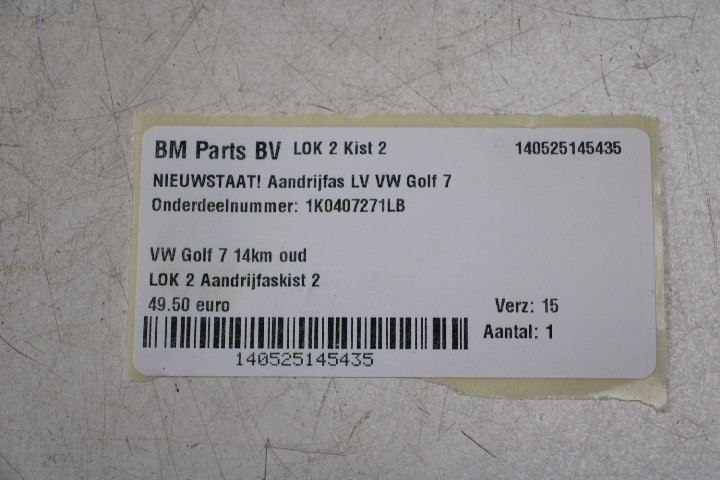 BM Parts BV LOK 2 Kist 2 140525145435
NIEUWSTAAT! Aandrijfas LV VW Golf 7
Onderdeelnummer: 1K0407271LB
VW Golf 7 14km oud
LOK 2 Aandrijfaskist 2
49.50 euro Verz: 15
Aantal: 1
140525145435